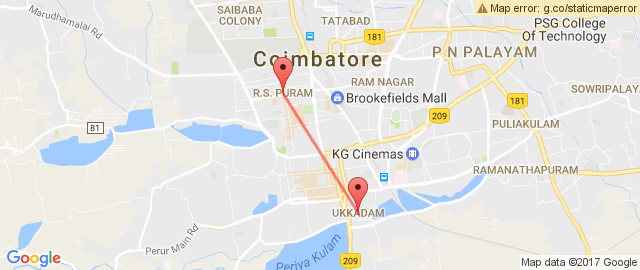 Map error: g.co/staticmaperror
SAIBABA
COLONY
TATABAD
PSG College
Of Technology
Marudhamalai Rd
181
Coimbatore
P N PALAYAM
RAM NAGAR
R.S. PURAM
Brookefields Mall
SOWRIPALAY
181
209
PULIAKULAM
81
KG Cinemas
RAMANATHAPURAM
UKKADAM
Perur Main Rd
Periya Kulam
209
Google
Map data ©2017 Google